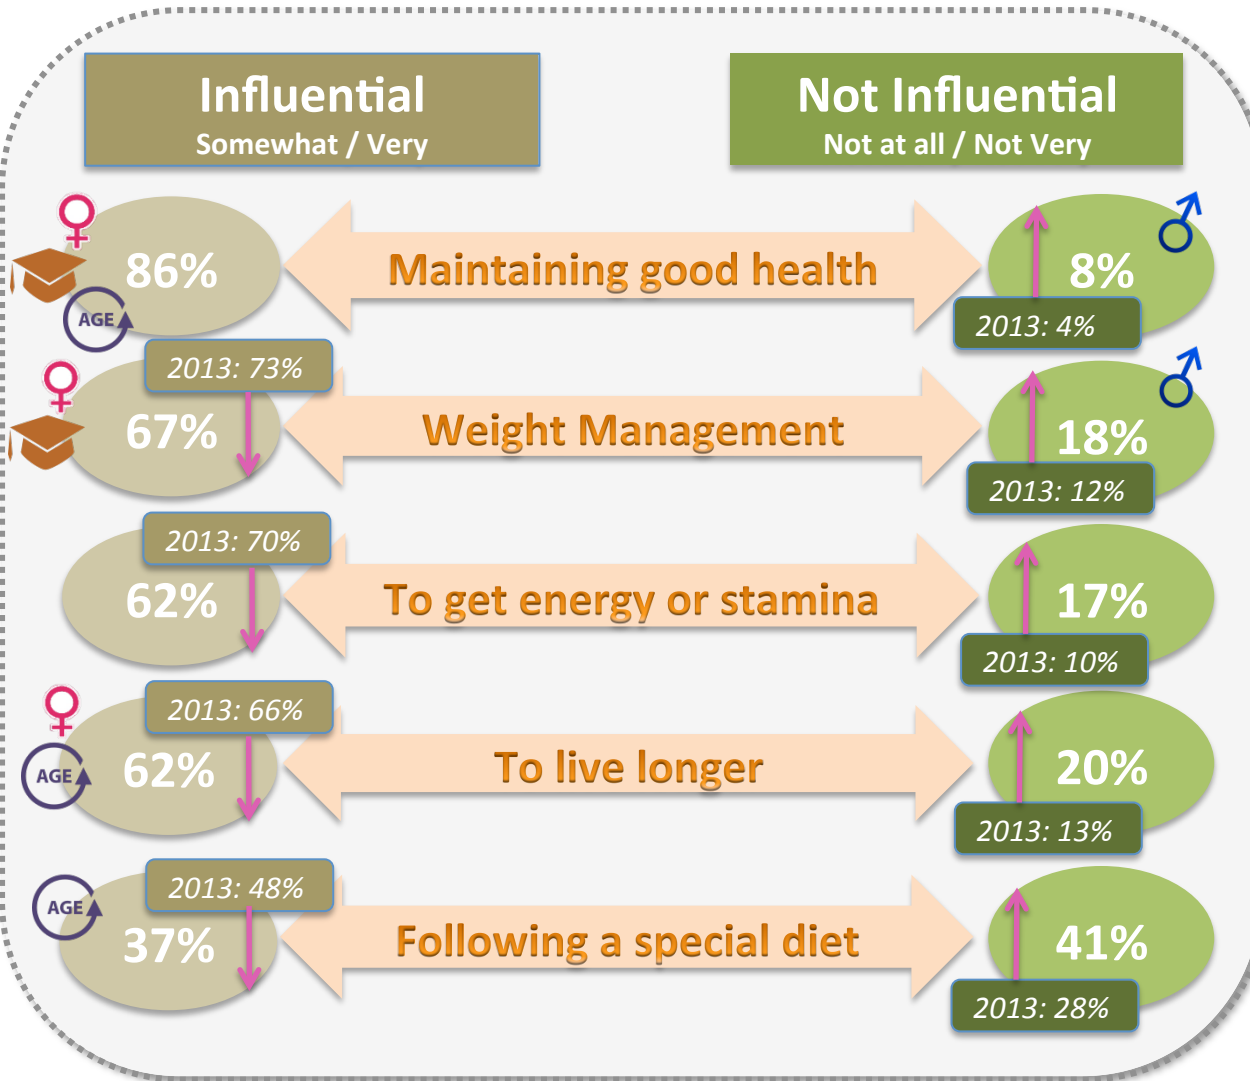 Influential
Somewhat / Very
Not Influential
Not at all / Not Very
86%
AGE
Maintaining good health
8%
2013: 4%
2013: 73%
67%
Weight Management
18%
2013: 12%
2013: 70%
62%
To get energy or stamina
17%
2013: 10%
2013: 66%
AGE
62%
To live longer
20%
2013: 13%
2013: 48%
AGE
37%
Following a special diet
41%
2013: 28%